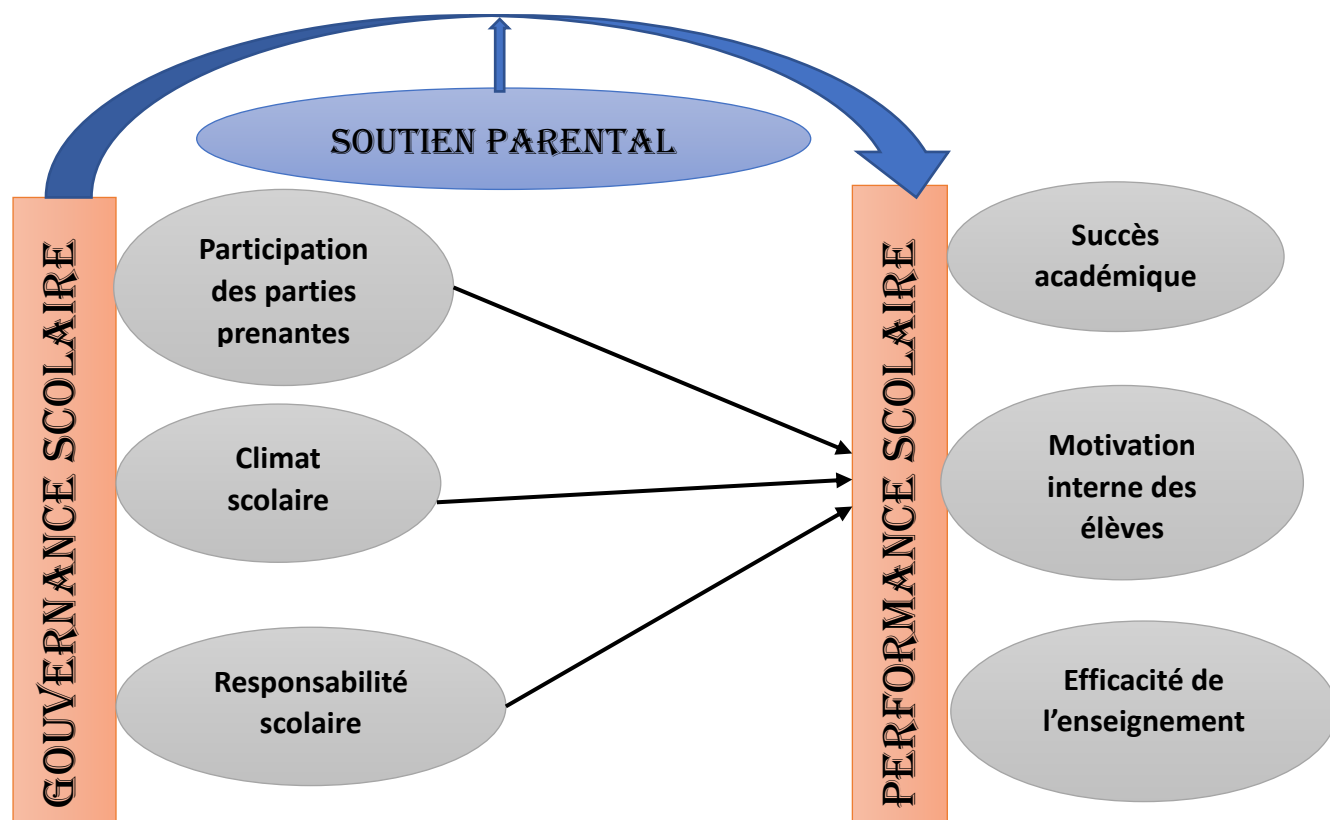 SOUTIEN PARENTAL
GOUVERNANCE SCOLAIRE
Participation
des parties
prenantes
Climat
scolaire
Responsabilité
scolaire
PERFORMANCE SCOLAIRE
Succès
académique
Motivation
interne des
élèves
Efficacité de
l’enseignement